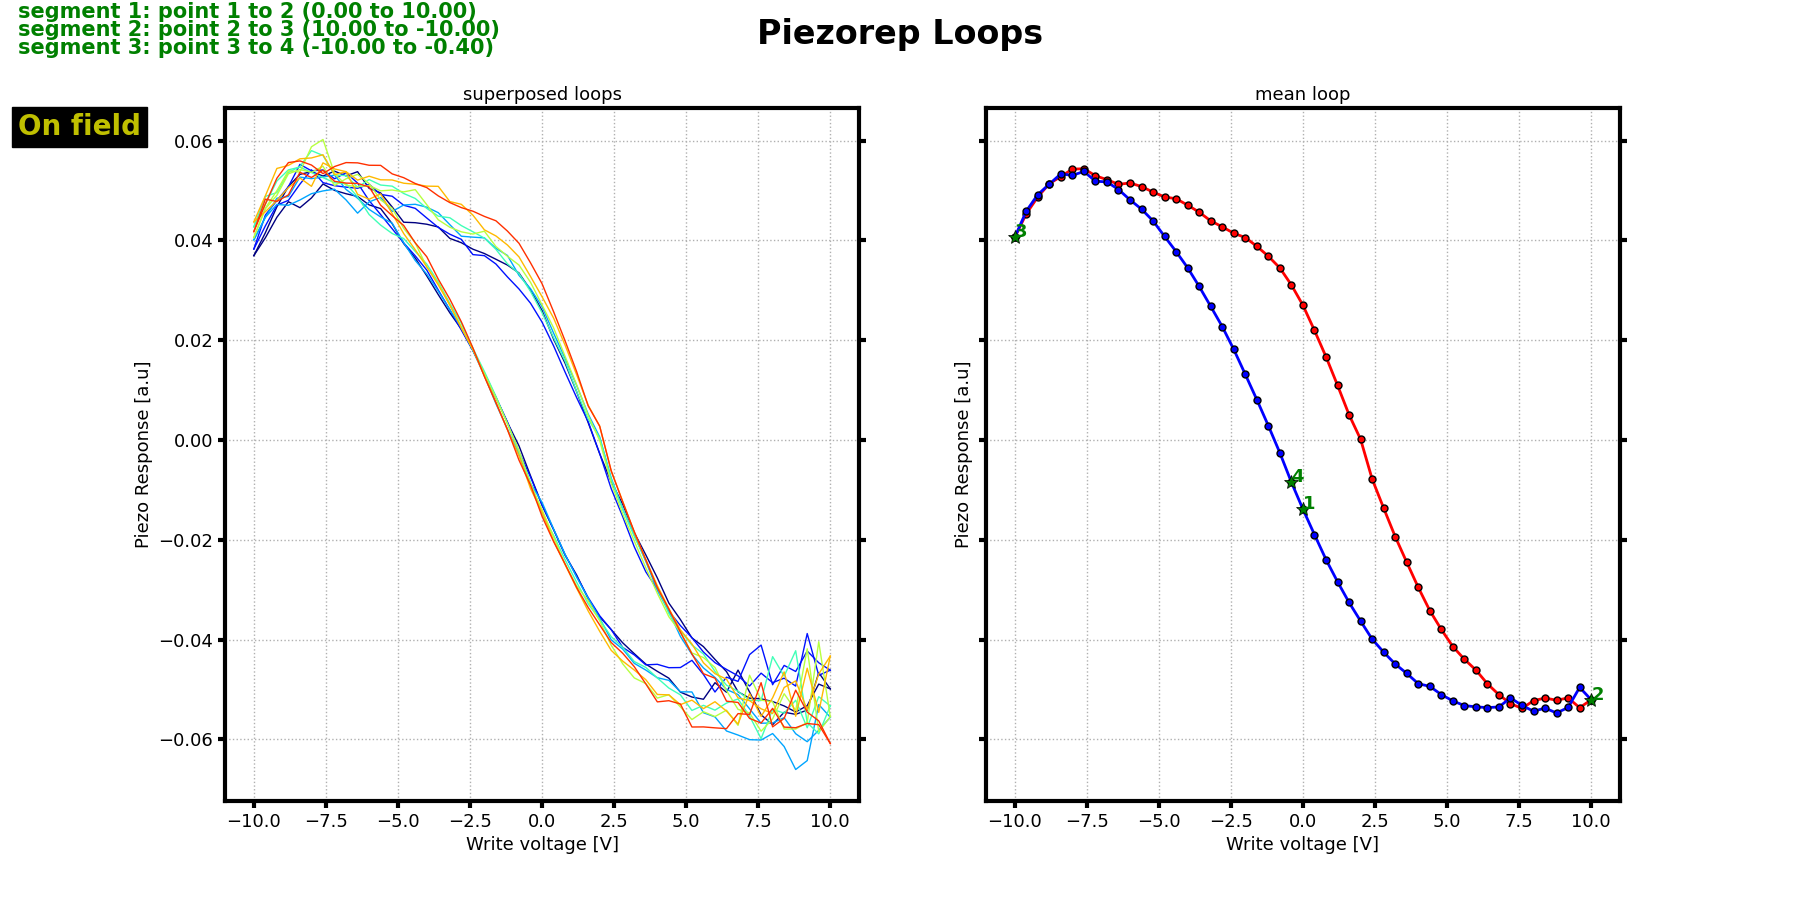 segment 1: point 1 to 2 (0.00 to 10.00)
segment 2: point 2 to 3 (10.00 to -10.00)
segment 3: point 3 to 4 (-10.00 to -0.40)
Piezorep Loops
On field
superposed loops
Piezo Response [a.u]
0.06
0.04
0.02
0.00
−0.02
−0.04
−0.06
−10.0 −7.5 −5.0 −2.5 0.0 2.5 5.0 7.5 10.0
Write voltage [V]
mean loop
Piezo Response [a.u]
3
4
1
2
−10.0 −7.5 −5.0 −2.5 0.0 2.5 5.0 7.5 10.0
Write voltage [V]